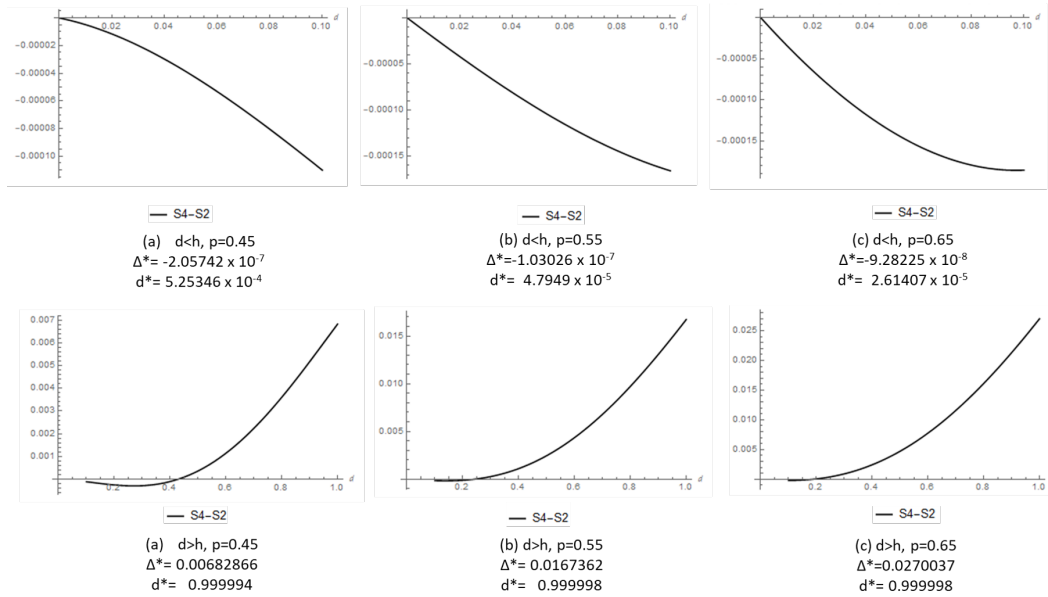 d
0.02 0.04 0.06 0.08 0.10
-0.00002
-0.00004
-0.00006
-0.00008
-0.00010
S4-S2
(a) d<h, p=0.45
Δ*= -2.05742 x 10⁻⁷
d*= 5.25346 x 10⁻⁴
d
0.02 0.04 0.06 0.08 0.10
-0.00005
-0.00010
-0.00015
S4-S2
(b) d<h, p=0.55
Δ*=-1.03026 x 10⁻⁷
d*= 4.7949 x 10⁻⁵
d
0.02 0.04 0.06 0.08 0.10
-0.00005
-0.00010
-0.00015
S4-S2
(c) d<h, p=0.65
Δ*=-9.28225 x 10⁻⁸
d*= 2.61407 x 10⁻⁵
0.007
0.006
0.005
0.004
0.003
0.002
0.001
0.2 0.4 0.6 0.8 1.0
d
S4-S2
(a) d>h, p=0.45
Δ*= 0.00682866
d*= 0.999994
0.015
0.010
0.005
0.2 0.4 0.6 0.8 1.0
d
S4-S2
(b) d>h, p=0.55
Δ*= 0.0167362
d*= 0.999998
0.025
0.020
0.015
0.010
0.005
0.2 0.4 0.6 0.8 1.0
d
S4-S2
(c) d>h, p=0.65
Δ*=0.0270037
d*= 0.999998